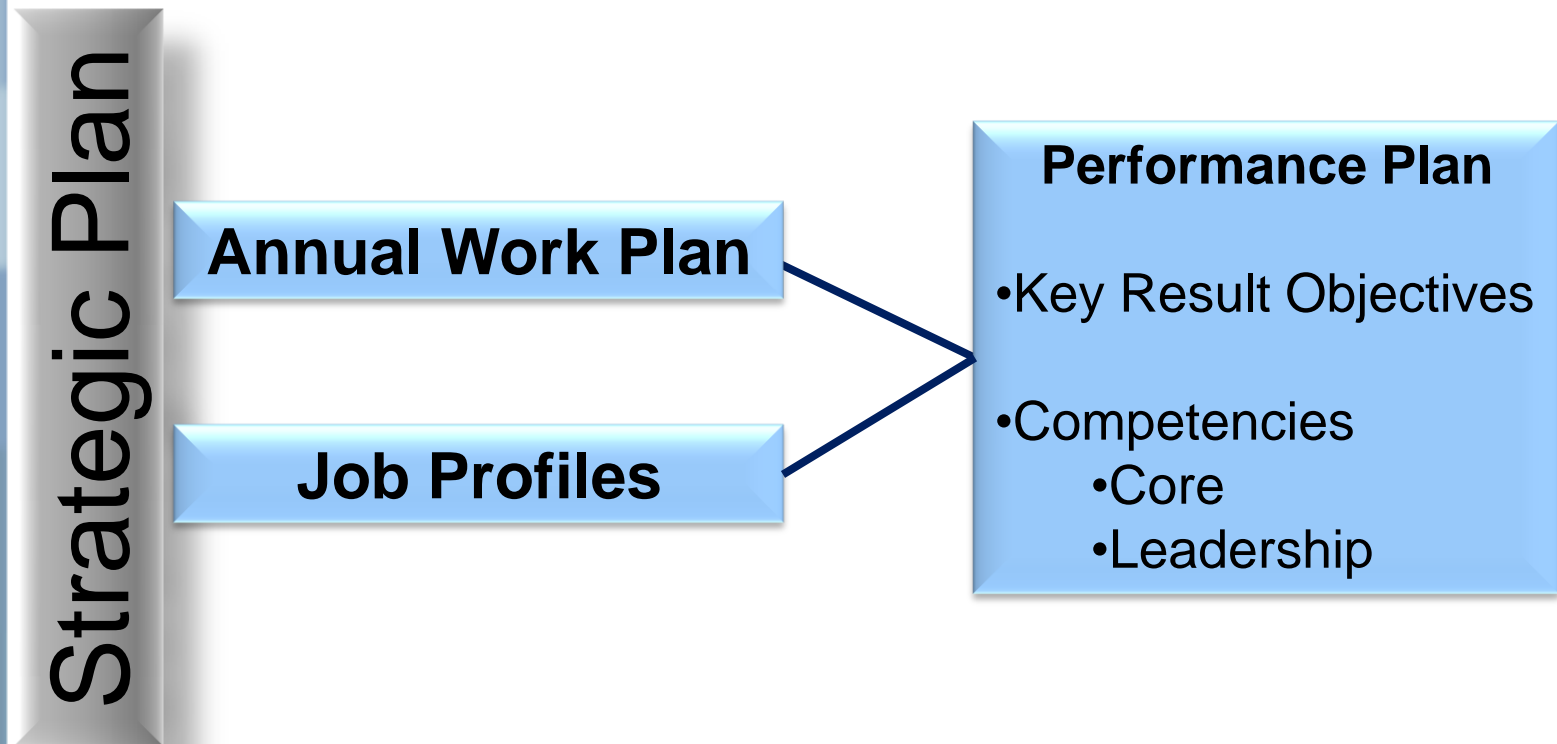 Strategic Plan
Annual Work Plan
Job Profiles
Performance Plan
•Key Result Objectives
•Competencies
•Core
•Leadership